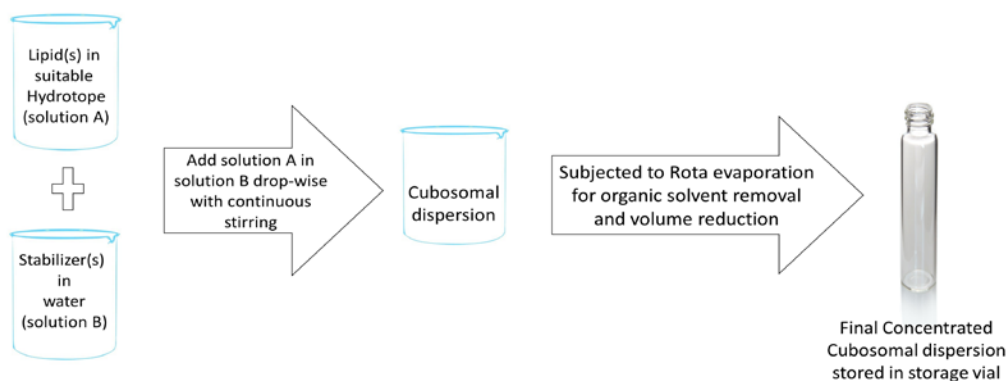 Lipid(s) in
suitable
Hydrotope
(solution A)
Stabilizer(s)
in
water
(solution B)
Add solution A in
solution B drop-wise
with continuous
stirring
Cubosomal
dispersion
Subjected to Rota evaporation
for organic solvent removal
and volume reduction
Final Concentrated
Cubosomal dispersion
stored in storage vial